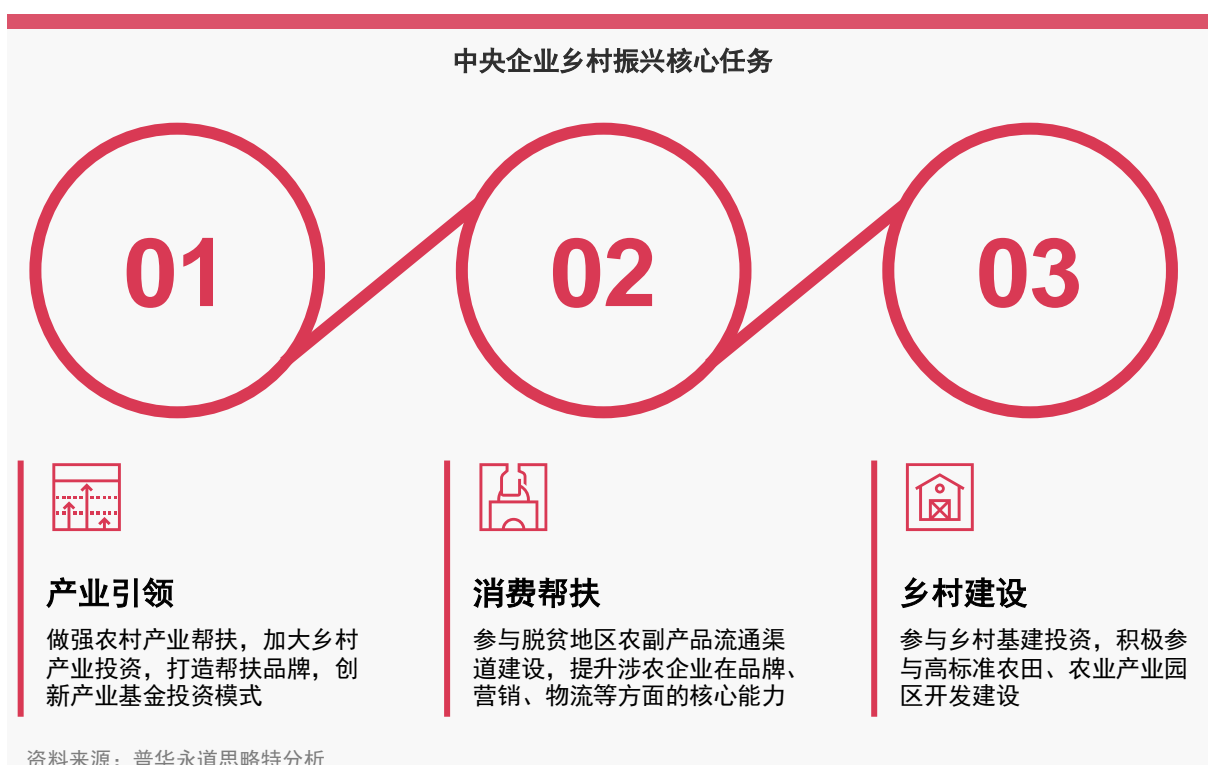 中央企业乡村振兴核心任务
01
02
03
产业引领
做强农村产业帮扶，加大乡村
产业投资，打造帮扶品牌，创
新产业基金投资模式
消费帮扶
参与脱贫地区农副产品流通渠
道建设，提升涉农企业在品牌、
营销、物流等方面的核心能力
乡村建设
参与乡村基建投资，积极参
与高标准农田、农业产业园
区开发建设
资料来源：普华永道思略特分析